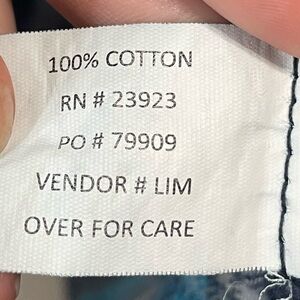 100% COTTON
RN # 23923
PO # 79909
VENDOR # LIM
OVER FOR CARE